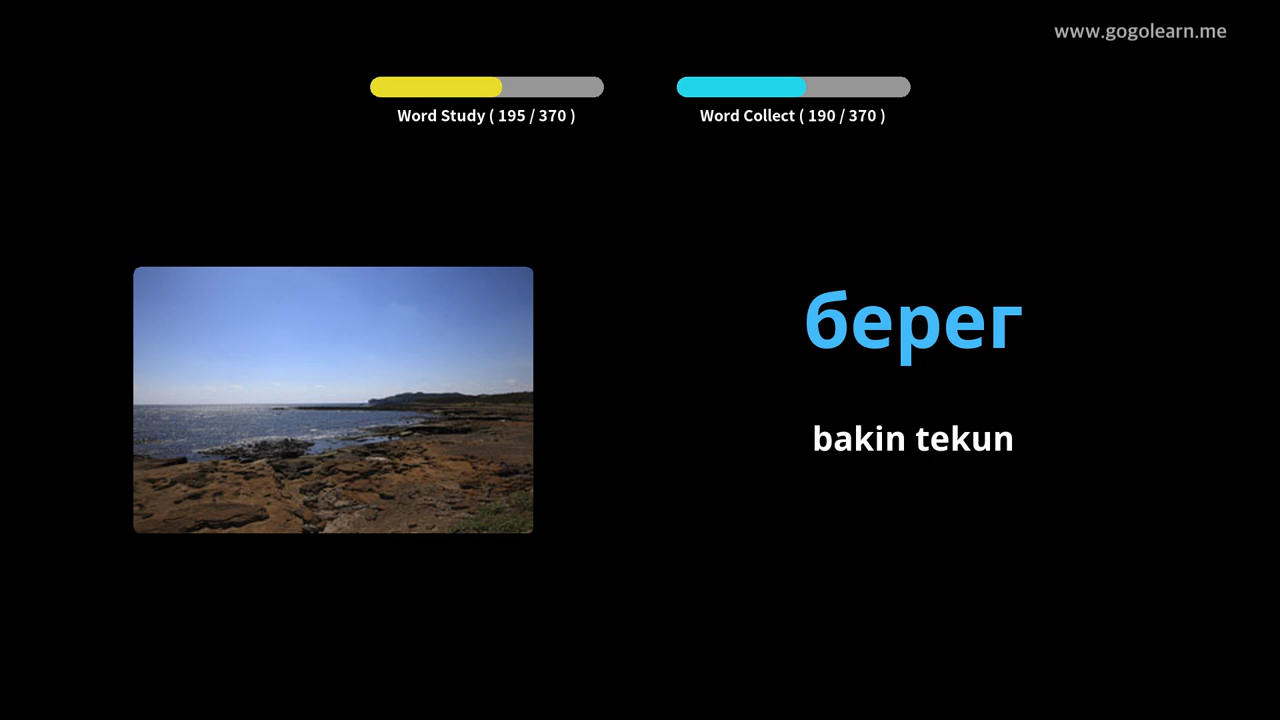 www.gogolearn.me
Word Study ( 195 / 370 )
Word Collect ( 190 / 370 )
берег
bakin tekun